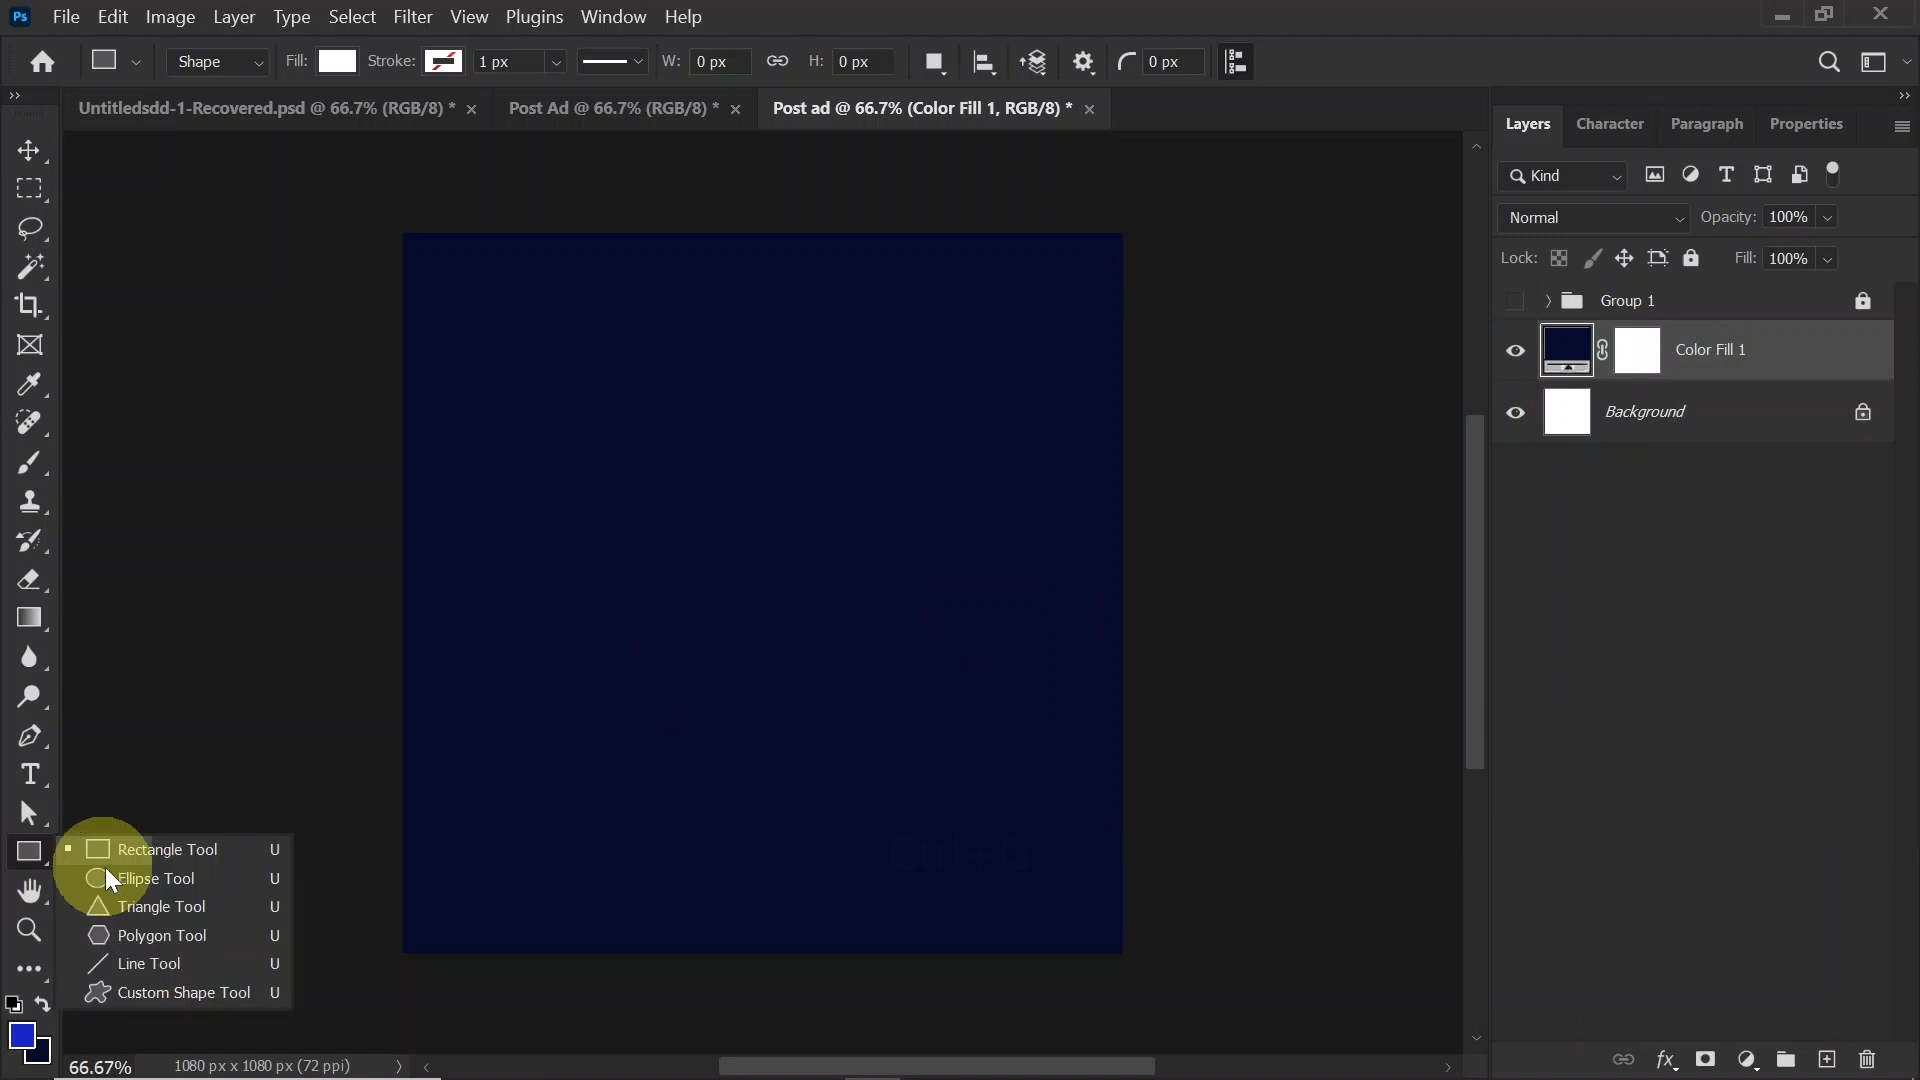 Ps File Edit Image Layer Type Select Filter View Plugins Window Help
Shape Fill: Stroke: 1 px W: 0 px H: 0 px 0 px
Untitledsdd-1-Recovered.psd @ 66.7% (RGB/8) * Post Ad @ 66.7% (RGB/8) * Post ad @ 66.7% (Color Fill 1, RGB/8) *
Layers Character Paragraph Properties
Kind
Normal Opacity: 100%
Lock: Fill: 100%
Group 1
Color Fill 1
Background
Rectangle Tool U
Ellipse Tool U
Triangle Tool U
Polygon Tool U
Line Tool U
Custom Shape Tool U
Ctrl+G
66.67% 1080 px x 1080 px (72 ppi)
fx